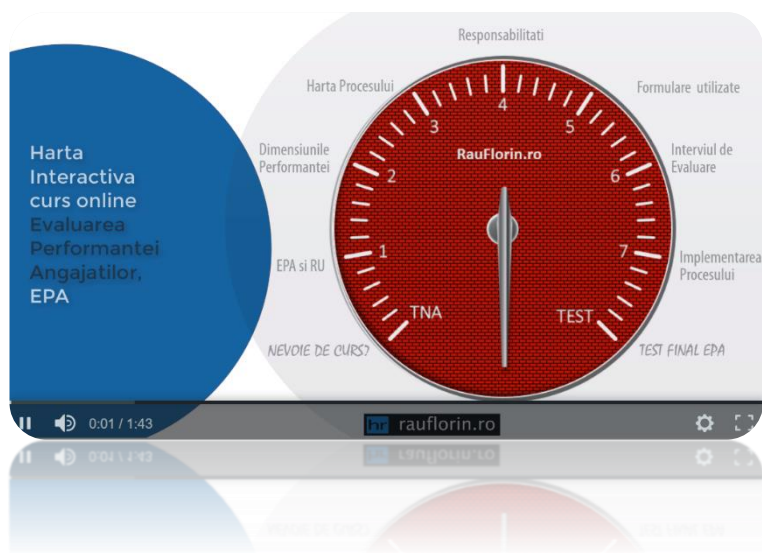 Harta
Interactiva
curs online
Evaluarea
Performantei
Angajatilor,
EPA
Responsabilitati
Harta Procesului
Formulare utilizate
Dimensiunile
Performantei
Interviul de
Evaluare
EPA si RU
Implementarea
Procesului
NEVOIE DE CURS?
TEST FINAL EPA
RauFlorin.ro
TNA
1
2
3
4
5
6
7
TEST
0:01 / 1:43
hr rauflorin.ro